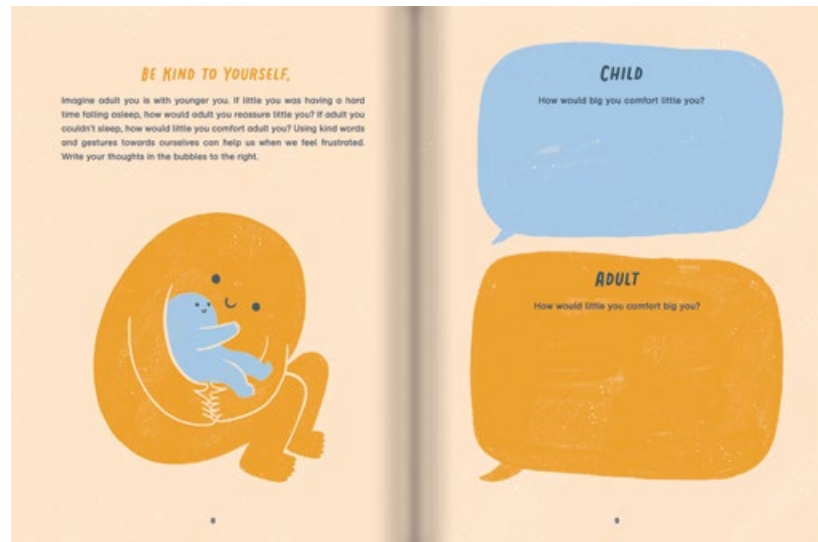 BE KIND TO YOURSELF.
Imagine adult you is with younger you. If little you was having a hard
time falling asleep, how would adult you reassure little you? If adult you
couldn't sleep, how would little you comfort adult you? Using kind words
and gestures towards ourselves can help us when we feel frustrated.
Write your thoughts in the bubbles to the right.
8
CHILD
How would big you comfort little you?
ADULT
How would little you comfort big you?
9